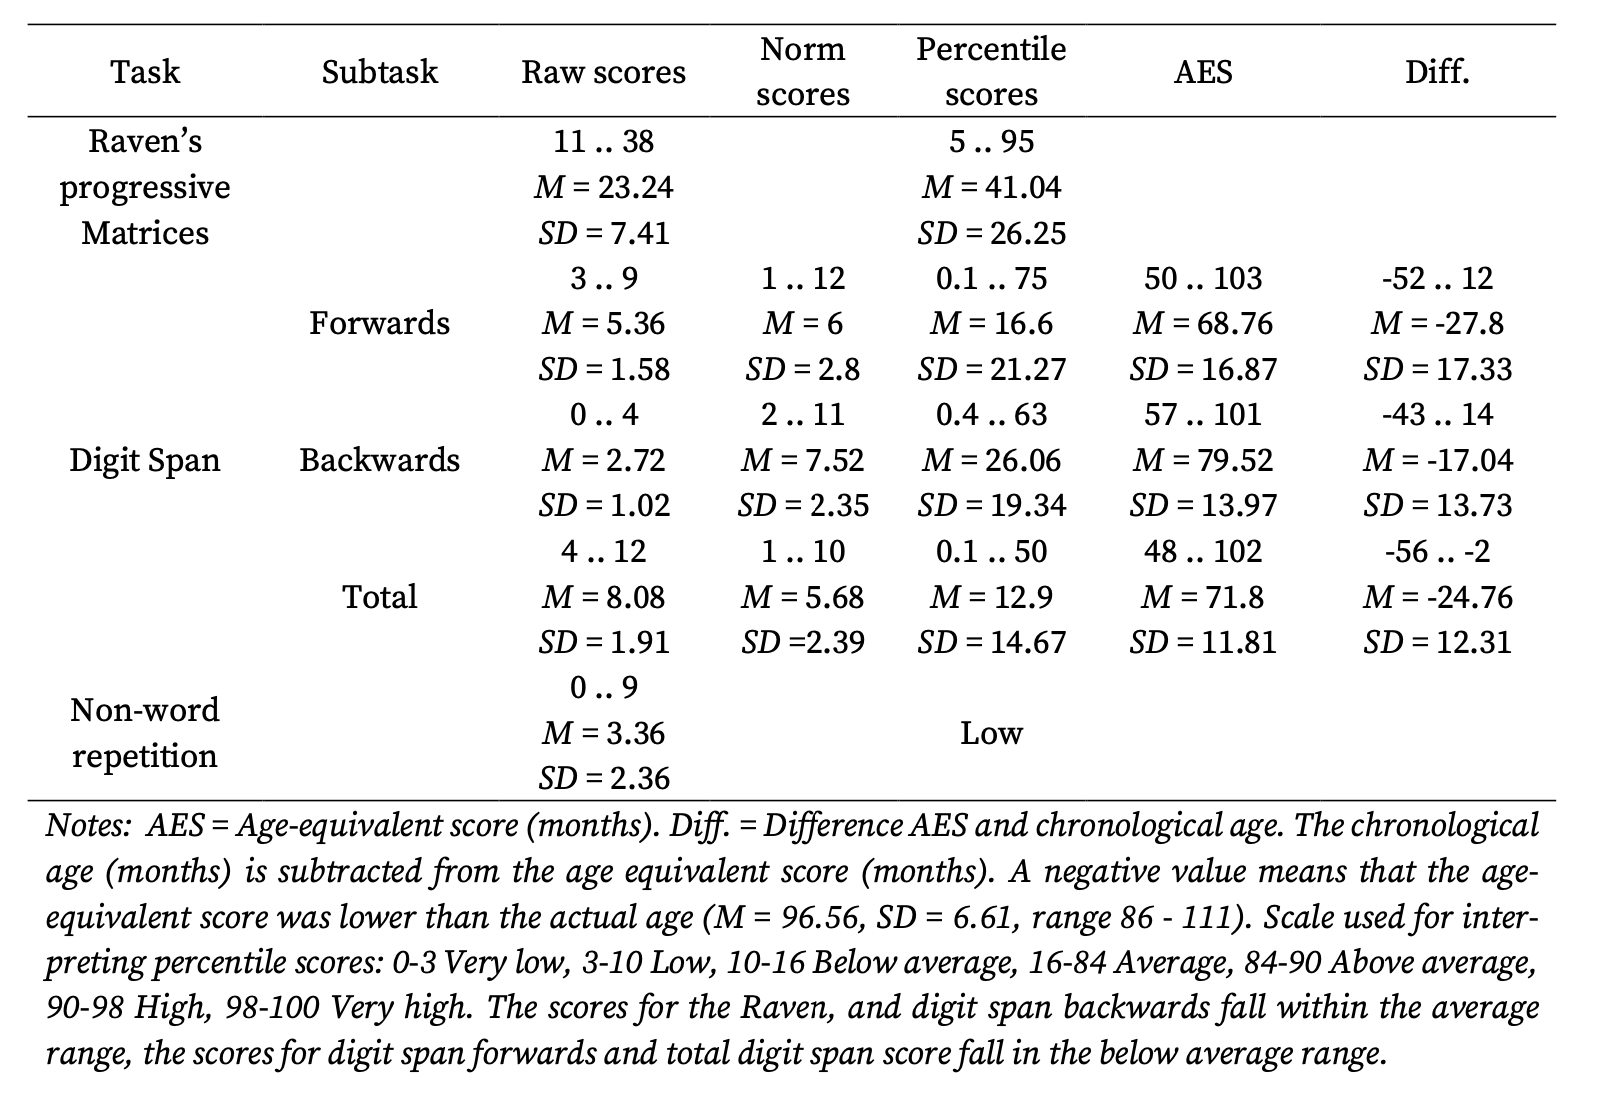 Task Subtask Raw scores Norm scores Percentile scores AES Diff.
Raven’s progressive Matrices
11 .. 38 5 .. 95
M = 23.24 M = 41.04
SD = 7.41 SD = 26.25
Digit Span
Forwards
3 .. 9 1 .. 12 0.1 .. 75 50 .. 103 -52 .. 12
M = 5.36 M = 6 M = 16.6 M = 68.76 M = -27.8
SD = 1.58 SD = 2.8 SD = 21.27 SD = 16.87 SD = 17.33
Backwards
0 .. 4 2 .. 11 0.4 .. 63 57 .. 101 -43 .. 14
M = 2.72 M = 7.52 M = 26.06 M = 79.52 M = -17.04
SD = 1.02 SD = 2.35 SD = 19.34 SD = 13.97 SD = 13.73
Total
4 .. 12 1 .. 10 0.1 .. 50 48 .. 102 -56 .. -2
M = 8.08 M = 5.68 M = 12.9 M = 71.8 M = -24.76
SD = 1.91 SD =2.39 SD = 14.67 SD = 11.81 SD = 12.31
Non-word repetition
0 .. 9
M = 3.36 Low
SD = 2.36
Notes: AES = Age-equivalent score (months). Diff. = Difference AES and chronological age. The chronological
age (months) is subtracted from the age equivalent score (months). A negative value means that the age-
equivalent score was lower than the actual age (M = 96.56, SD = 6.61, range 86 - 111). Scale used for inter-
preting percentile scores: 0-3 Very low, 3-10 Low, 10-16 Below average, 16-84 Average, 84-90 Above average,
90-98 High, 98-100 Very high. The scores for the Raven, and digit span backwards fall within the average
range, the scores for digit span forwards and total digit span score fall in the below average range.